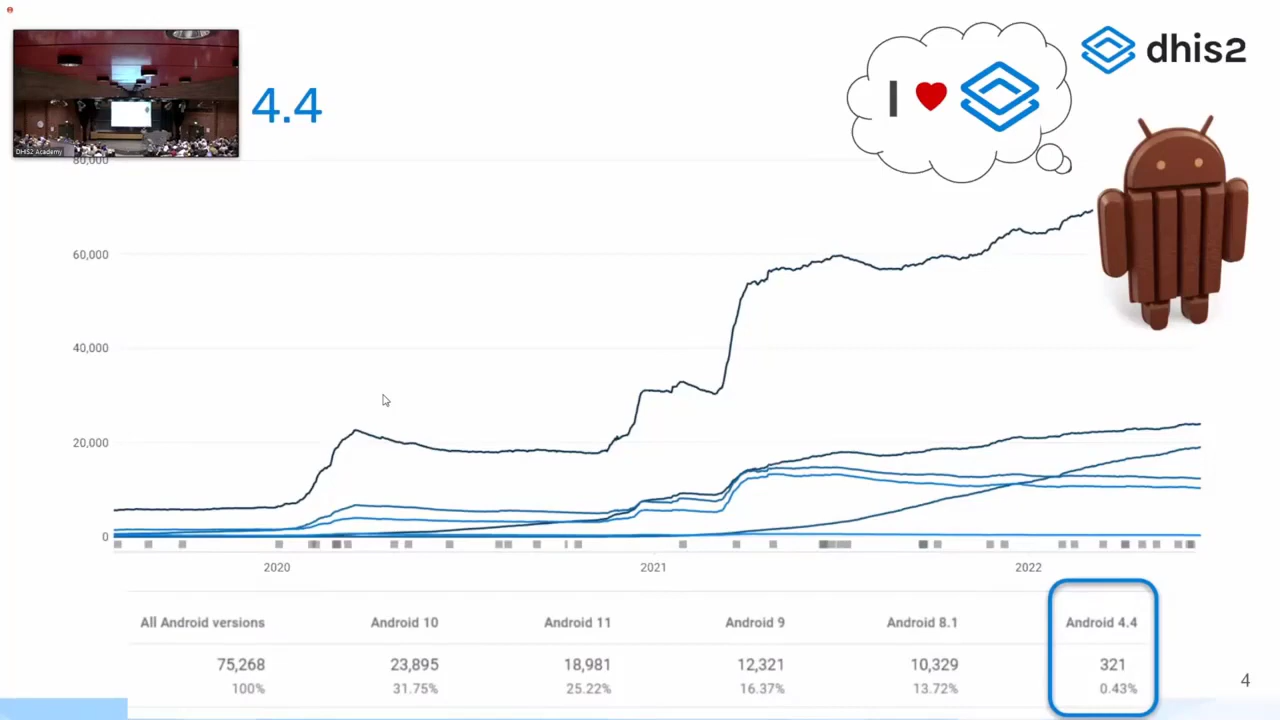 DHIS2 Academy
4.4
I
dhis2
80,000
60,000
40,000
20,000
0
2020 2021 2022
All Android versions Android 10 Android 11 Android 9 Android 8.1 Android 4.4
75,268 23,895 18,981 12,321 10,329 321
100% 31.75% 25.22% 16.37% 13.72% 0.43%
4